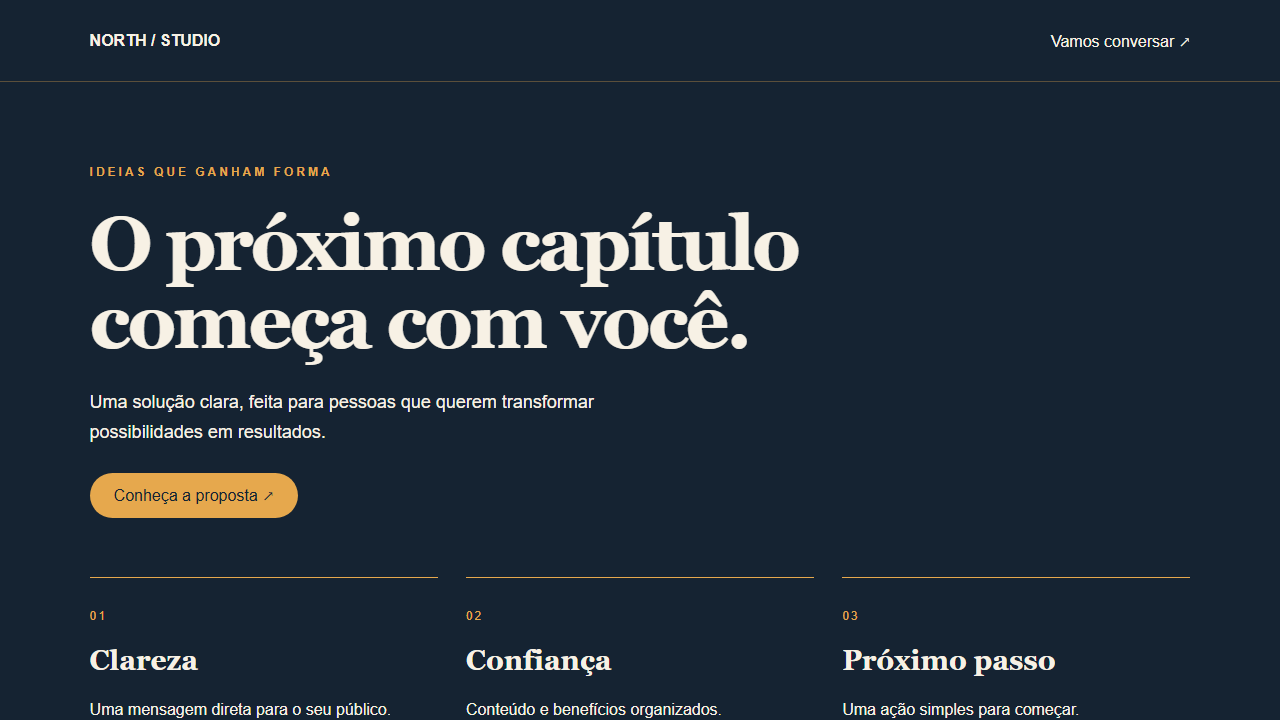 NORTH / STUDIO
Vamos conversar ↗
IDEIAS QUE GANHAM FORMA
O próximo capítulo
começa com você.
Uma solução clara, feita para pessoas que querem transformar
possibilidades em resultados.
Conheça a proposta ↗
01
Clareza
Uma mensagem direta para o seu público.
02
Confiança
Conteúdo e benefícios organizados.
03
Próximo passo
Uma ação simples para começar.